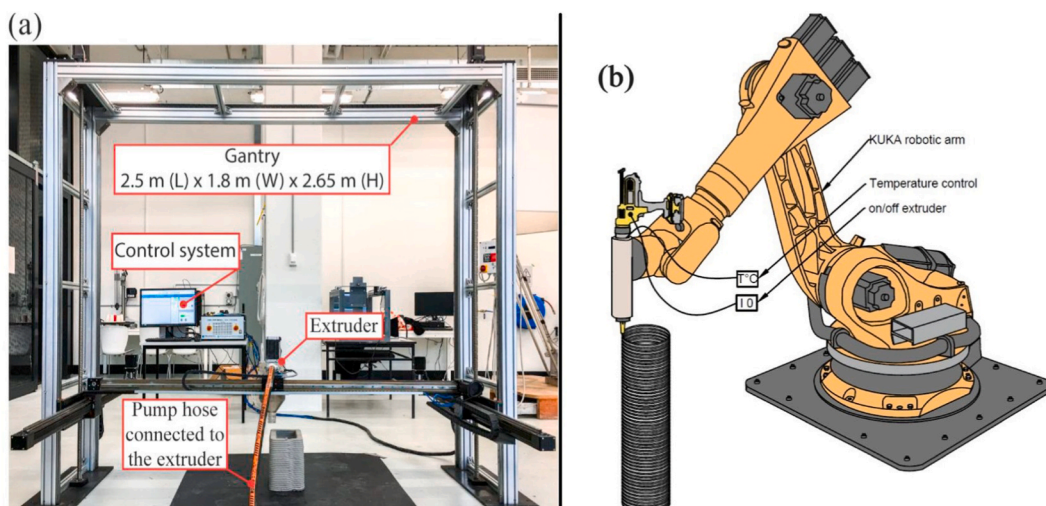 (a)
Gantry
2.5 m (L) x 1.8 m (W) x 2.65 m (H)
Control system
Extruder
Pump hose
connected to
the extruder
(b)
KUKA robotic arm
Temperature control
on/off extruder
T°C
I 0